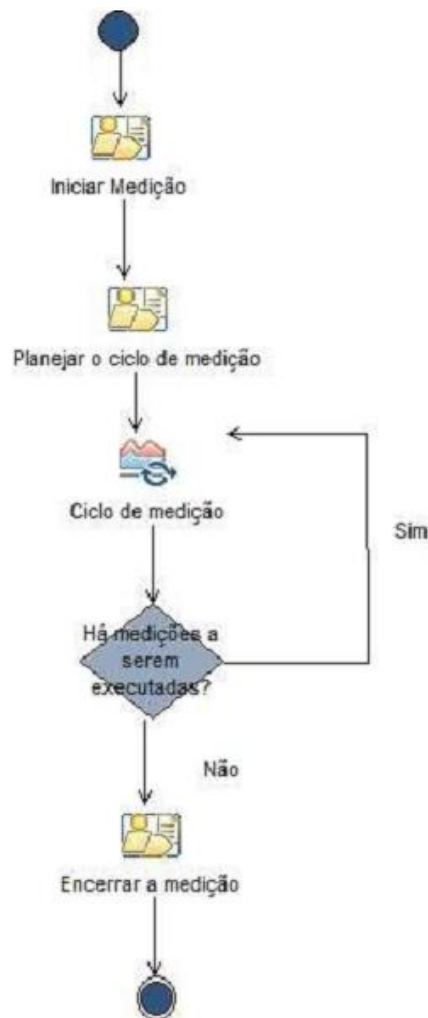 Iniciar Medição
Planejar o ciclo de medição
Ciclo de medição
Sim
Há medições a
serem
executadas?
Não
Encerrar a medição